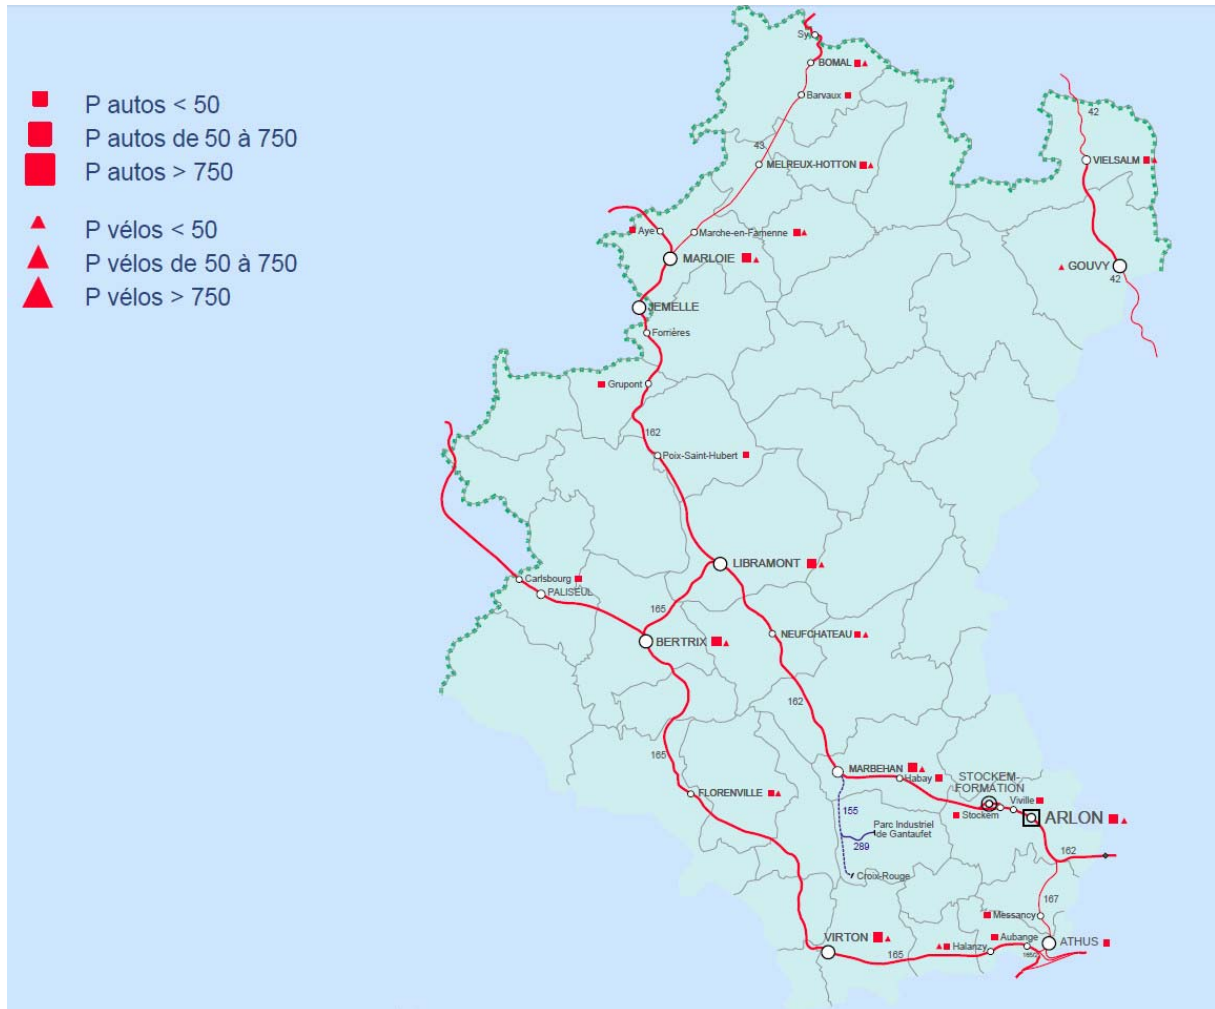 P autos < 50
P autos de 50 à 750
P autos > 750
P vélos < 50
P vélos de 50 à 750
P vélos > 750
Sy
BOMAL
Barvaux
42
43
MELREUX-HOTTON
VIELSALM
Aye
Marche-en-Famenne
MARLOIE
GOUVY
42
JEMELLE
Forrières
Grupont
162
Poix-Saint-Hubert
LIBRAMONT
Carlsbourg
PALISEUL
165
NEUFCHATEAU
BERTRIX
162
165
MARBEHAN
Habay
STOCKEM-
FORMATION
FLORENVILLE
Viville
155
Stockem
ARLON
Parc Industriel
de Gantaufet
289
162
Croix-Rouge
167
Messancy
VIRTON
Aubange
ATHUS
Halanzy
165